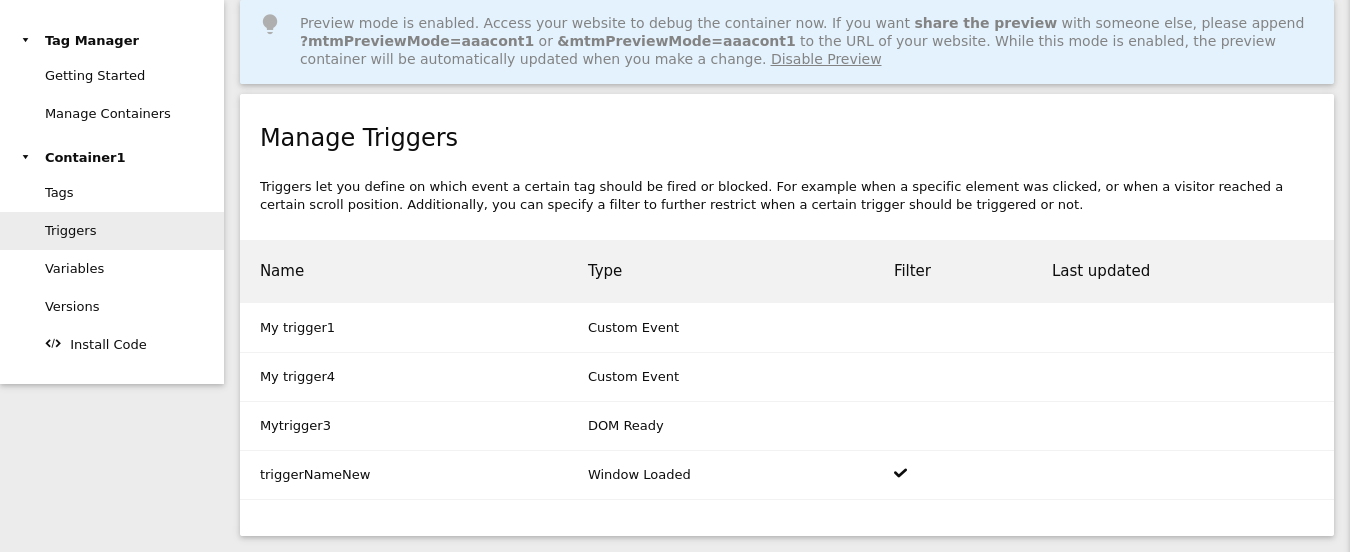 Tag Manager
Getting Started
Manage Containers
Container1
Tags
Triggers
Variables
Versions
Install Code
Preview mode is enabled. Access your website to debug the container now. If you want share the preview with someone else, please append
?mtmPreviewMode=aaacont1 or &mtmPreviewMode=aaacont1 to the URL of your website. While this mode is enabled, the preview
container will be automatically updated when you make a change. Disable Preview
Manage Triggers
Triggers let you define on which event a certain tag should be fired or blocked. For example when a specific element was clicked, or when a visitor reached a
certain scroll position. Additionally, you can specify a filter to further restrict when a certain trigger should be triggered or not.
Name Type Filter Last updated
My trigger1 Custom Event
My trigger4 Custom Event
Mytrigger3 DOM Ready
triggerNameNew Window Loaded